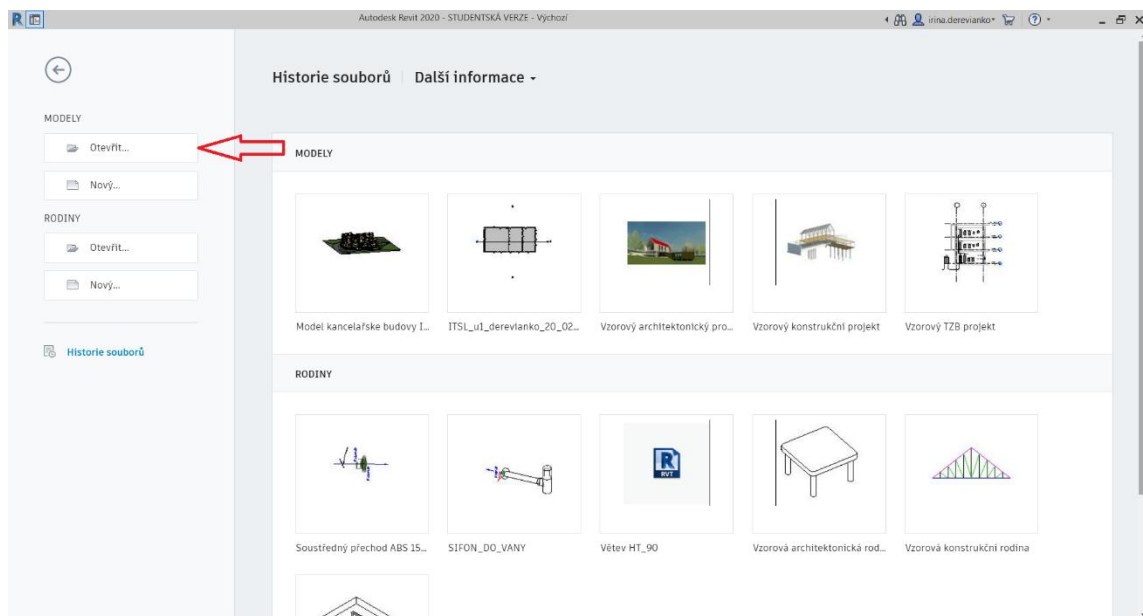 Autodesk Revit 2020 - STUDENTSKÁ VERZE - Výchozí
irina.derevianko
Historie souborů Další informace
MODELY
Otevřít...
Nový...
RODINY
Otevřít...
Nový...
Historie souborů
MODELY
Model kancelařske budovy I... ITSL_u1_derevianko_20_02... Vzorový architektonický pro... Vzorový konstrukční projekt Vzorový TZB projekt
RODINY
R
RVT
Soustředný přechod ABS 15... SIFON_DO_VANY Větev HT_90 Vzorová architektonická rod... Vzorová konstrukční rodina